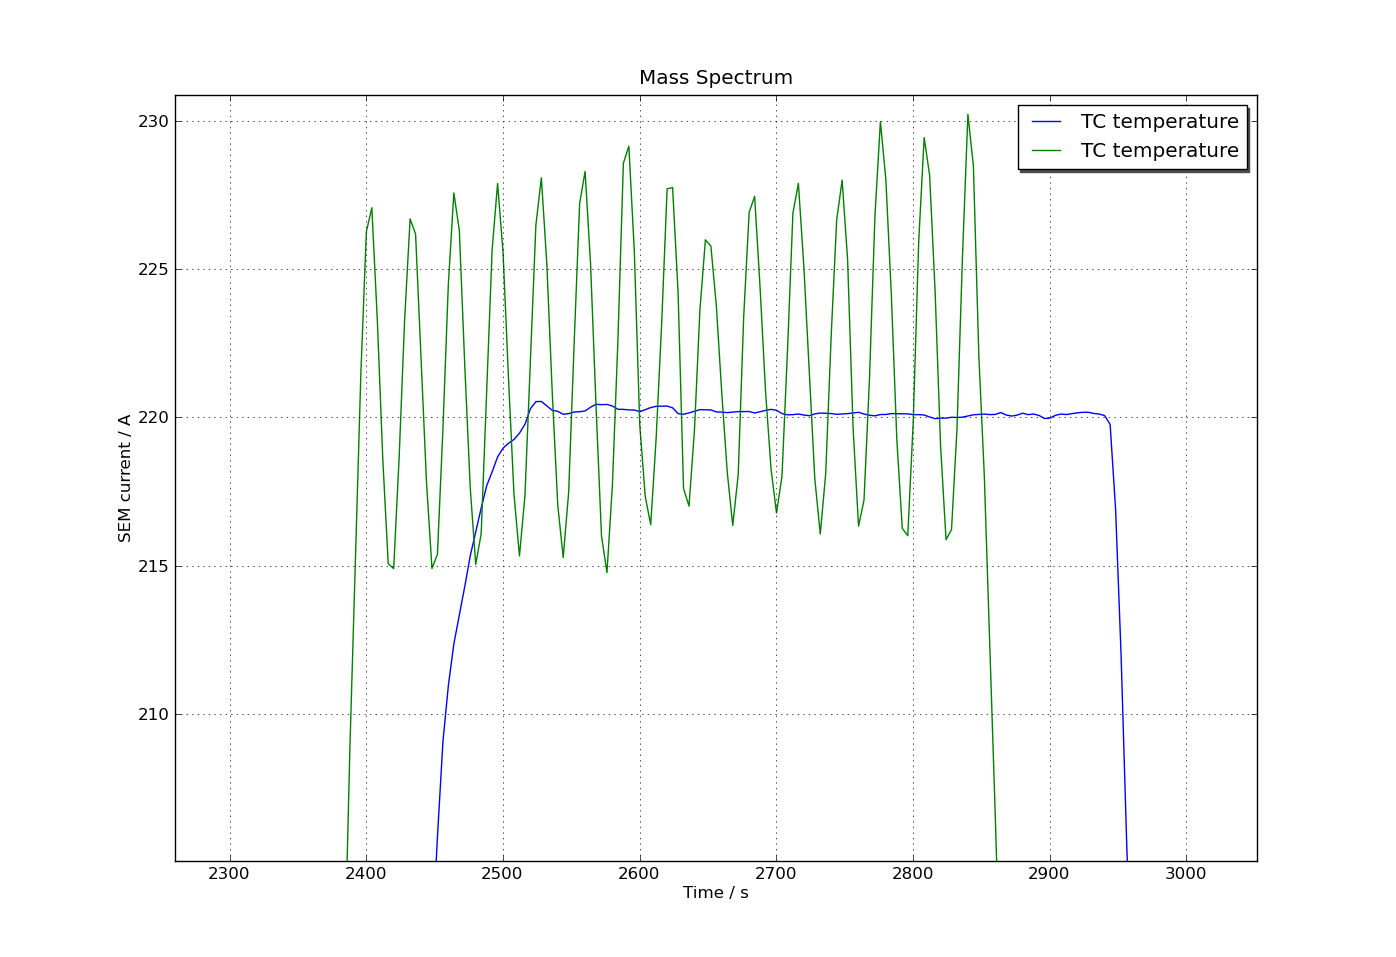 Mass Spectrum
TC temperature
TC temperature
230
225
220
215
210
SEM current / A
2300 2400 2500 2600 2700 2800 2900 3000
Time / s